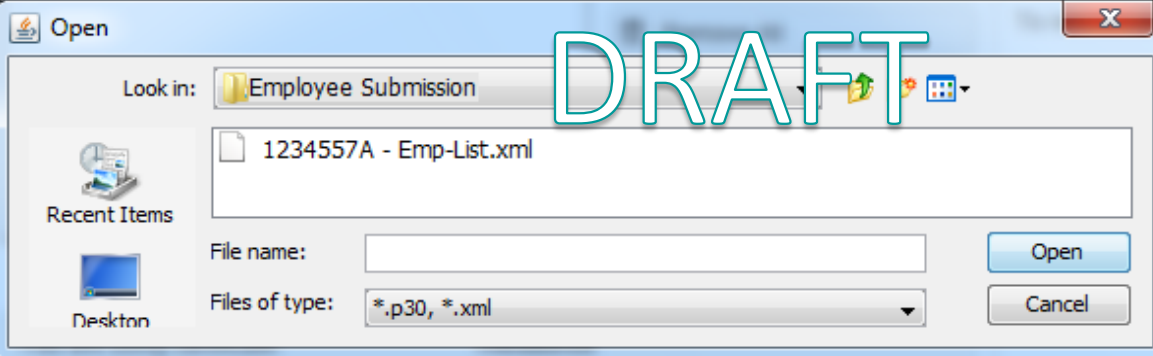 Open
DRAFT
Look in:
Employee Submission
1234557A - Emp-List.xml
Recent Items
Desktop
File name:
Open
Files of type:
*.p30, *.xml
Cancel